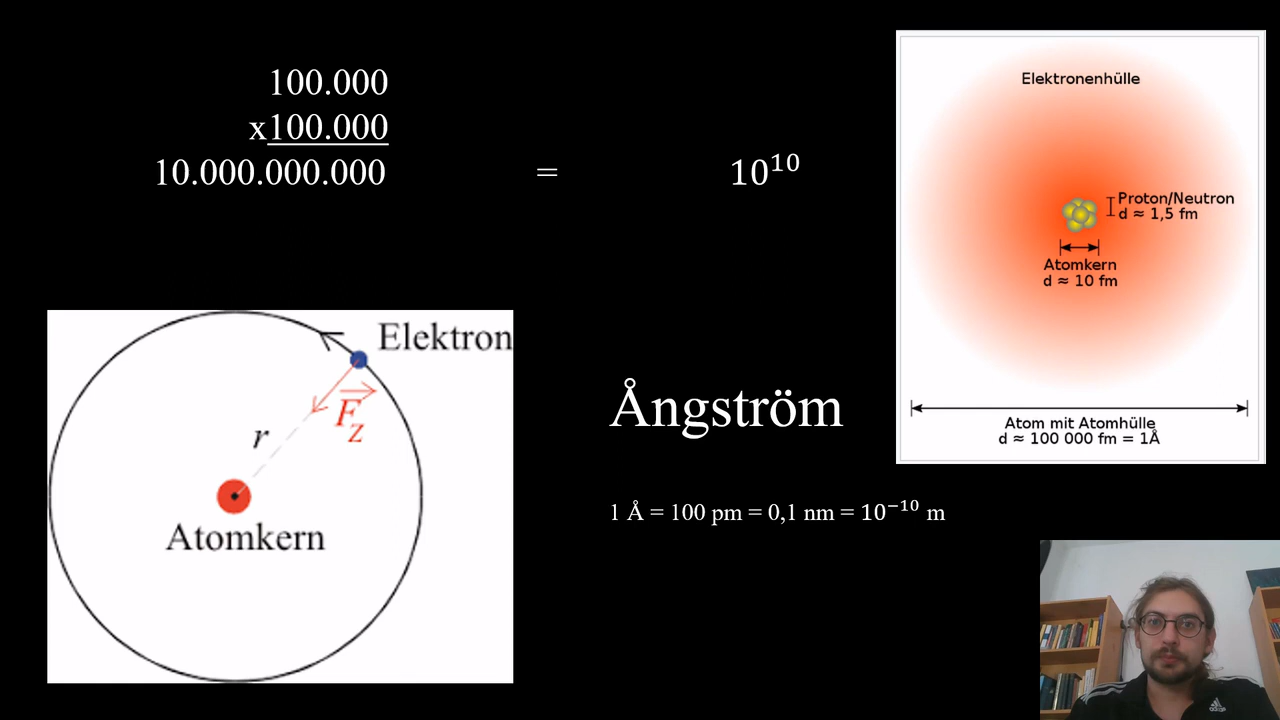 100.000
x100.000
10.000.000.000 = 10¹⁰
Elektronenhülle
Proton/Neutron
d ≈ 1,5 fm
Atomkern
d ≈ 10 fm
Atom mit Atomhülle
d ≈ 100 000 fm = 1Å
Elektron
F⃗z
r
Atomkern
Ångström
1 Å = 100 pm = 0,1 nm = 10⁻¹⁰ m
adidas